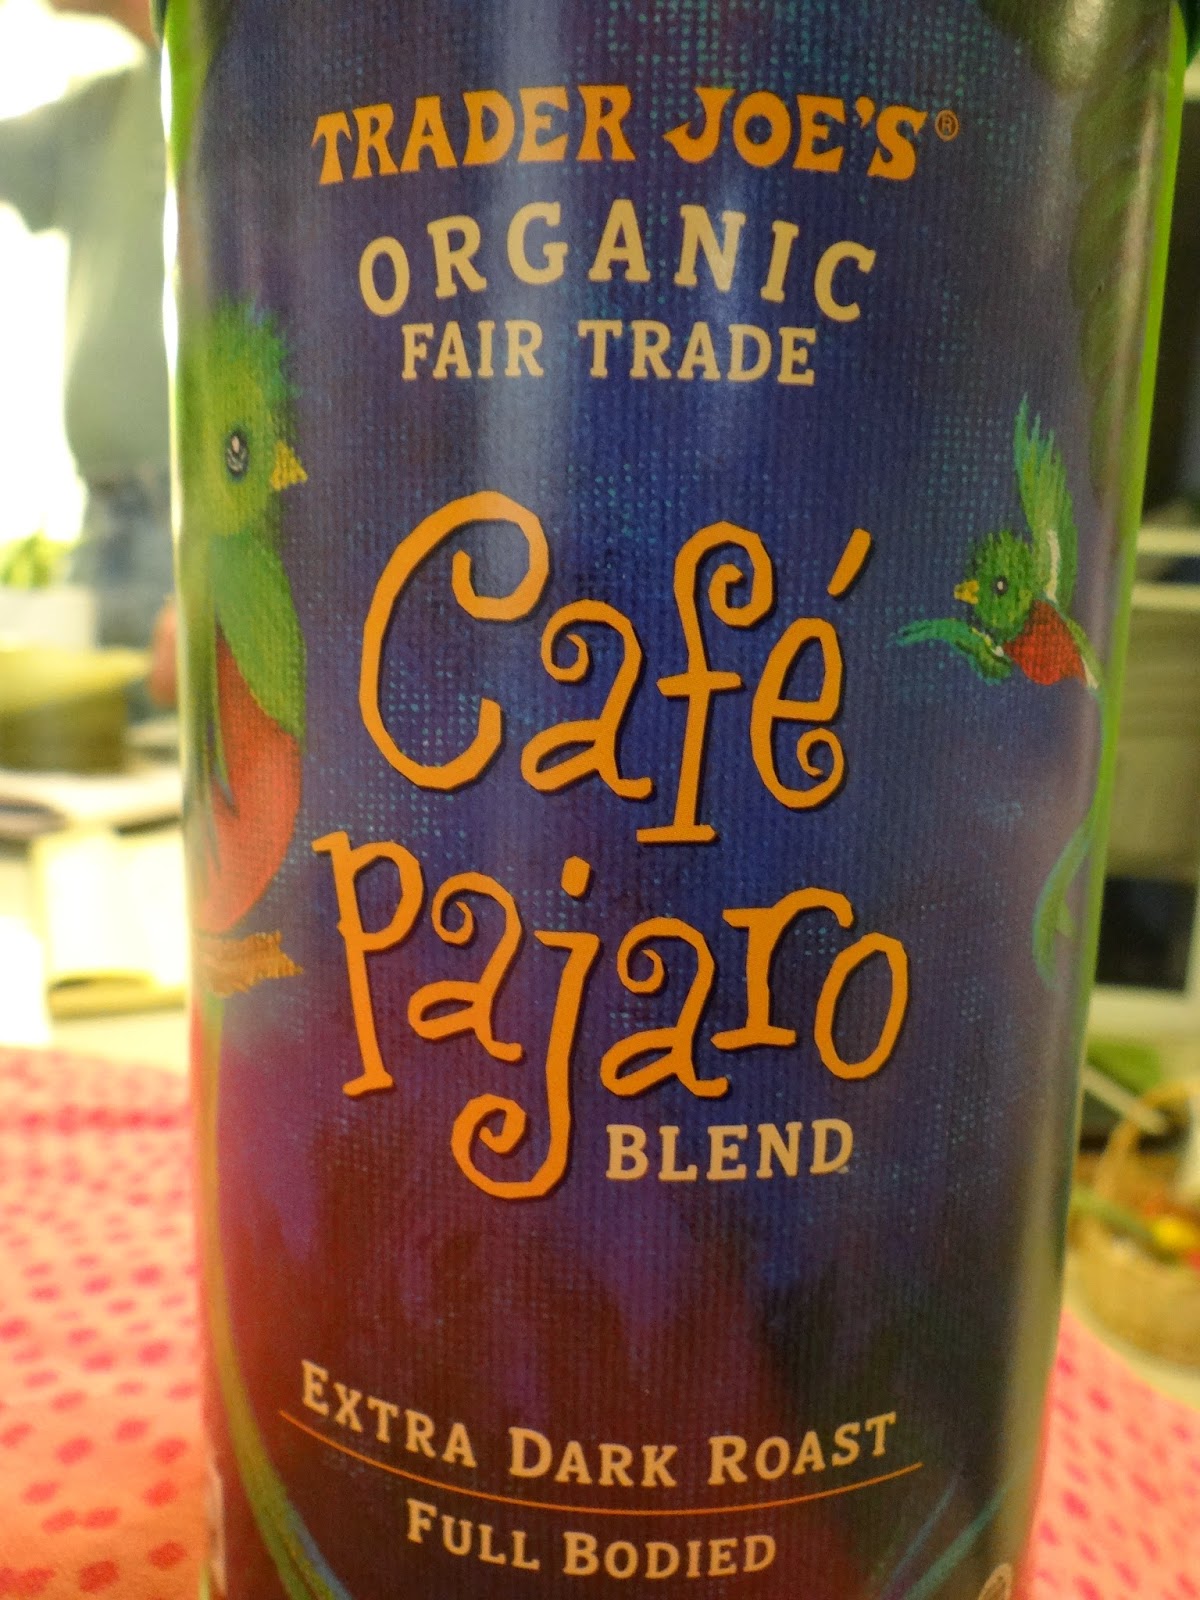 TRADER JOE'S®
ORGANIC
FAIR TRADE
Café
Pajaro
BLEND
EXTRA DARK ROAST
FULL BODIED